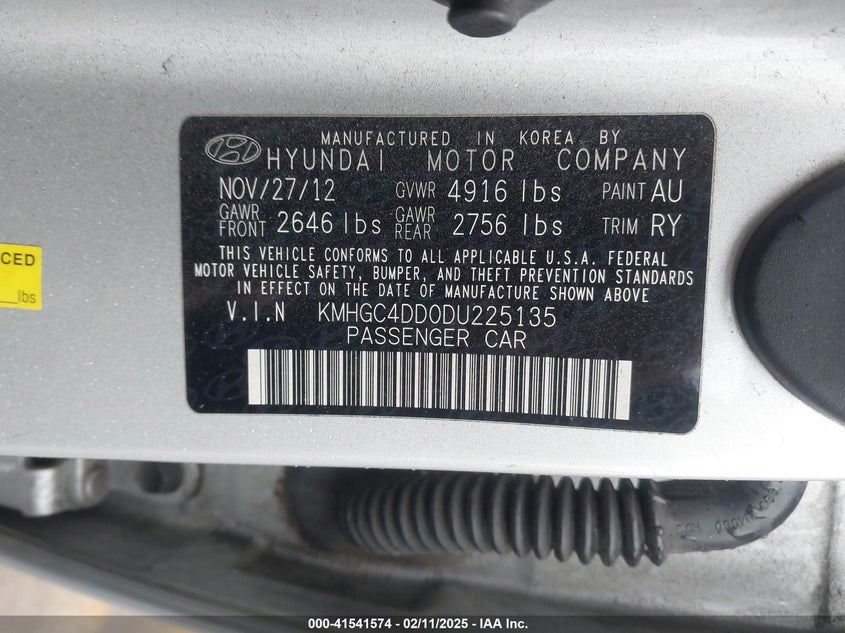 MANUFACTURED IN KOREA BY
HYUNDAI MOTOR COMPANY
NOV/27/12 GVWR 4916 lbs PAINT AU
GAWR FRONT 2646 lbs GAWR REAR 2756 lbs TRIM RY
THIS VEHICLE CONFORMS TO ALL APPLICABLE U.S.A. FEDERAL
MOTOR VEHICLE SAFETY, BUMPER, AND THEFT PREVENTION STANDARDS
IN EFFECT ON THE DATE OF MANUFACTURE SHOWN ABOVE
V.I.N KMHGC4DD0DU225135
PASSENGER CAR
CED
lbs
000-41541574 / 02/11/2025 - IAA Inc.